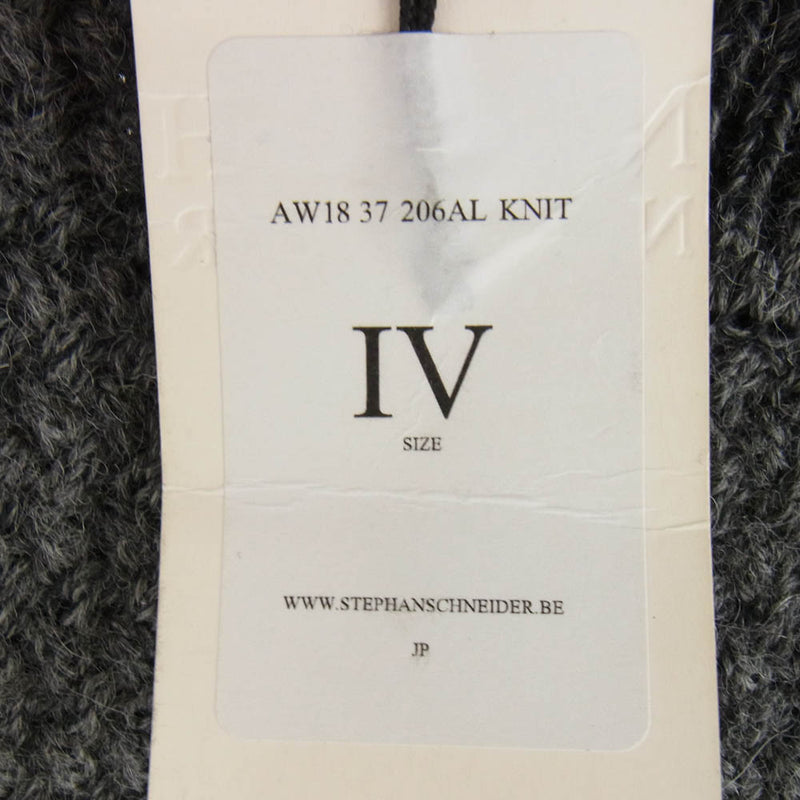 AW18 37 206AL KNIT
IV
SIZE
WWW.STEPHANSCHNEIDER.BE
JP